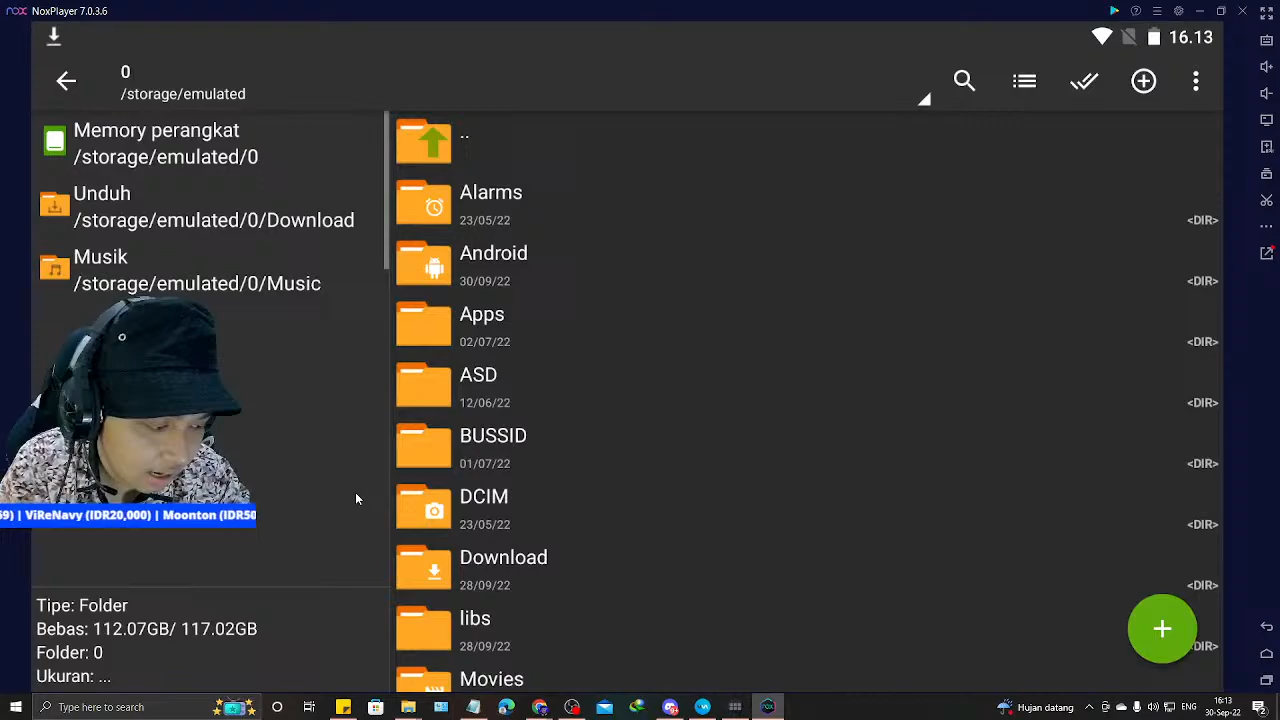 nox NoxPlayer 7.0.3.6
16.13
0
/storage/emulated
Memory perangkat
/storage/emulated/0
Unduh
/storage/emulated/0/Download
Musik
/storage/emulated/0/Music
..
Alarms
23/05/22
<DIR>
Android
30/09/22
<DIR>
Apps
02/07/22
<DIR>
ASD
12/06/22
<DIR>
BUSSID
01/07/22
<DIR>
DCIM
23/05/22
<DIR>
Download
28/09/22
<DIR>
libs
28/09/22
DIR>
Movies
69) | ViReNavy (IDR20,000) | Moonton (IDR50
Tipe: Folder
Bebas: 112.07GB/ 117.02GB
Folder: 0
Ukuran: ...
Type here to search
Hujan datang
16:13
30-Sep-22